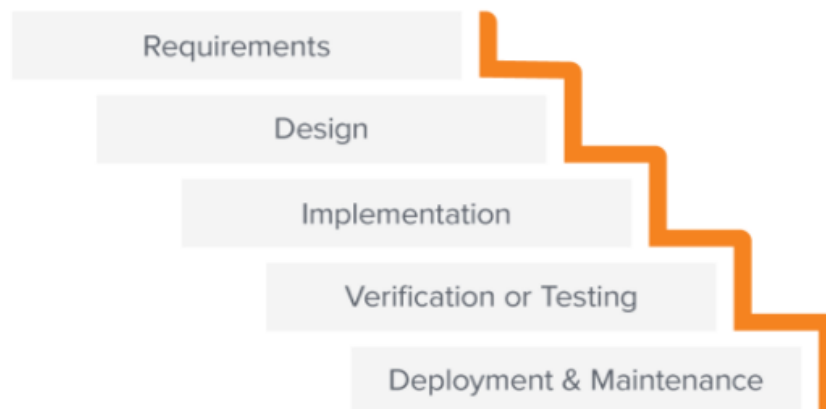 Requirements
Design
Implementation
Verification or Testing
Deployment & Maintenance